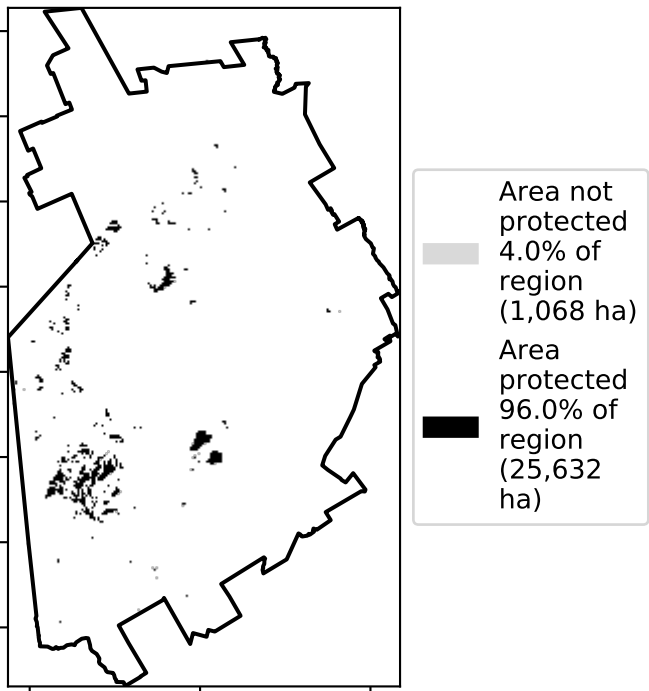 Area not
protected
4.0% of
region
(1,068 ha)
Area
protected
96.0% of
region
(25,632
ha)